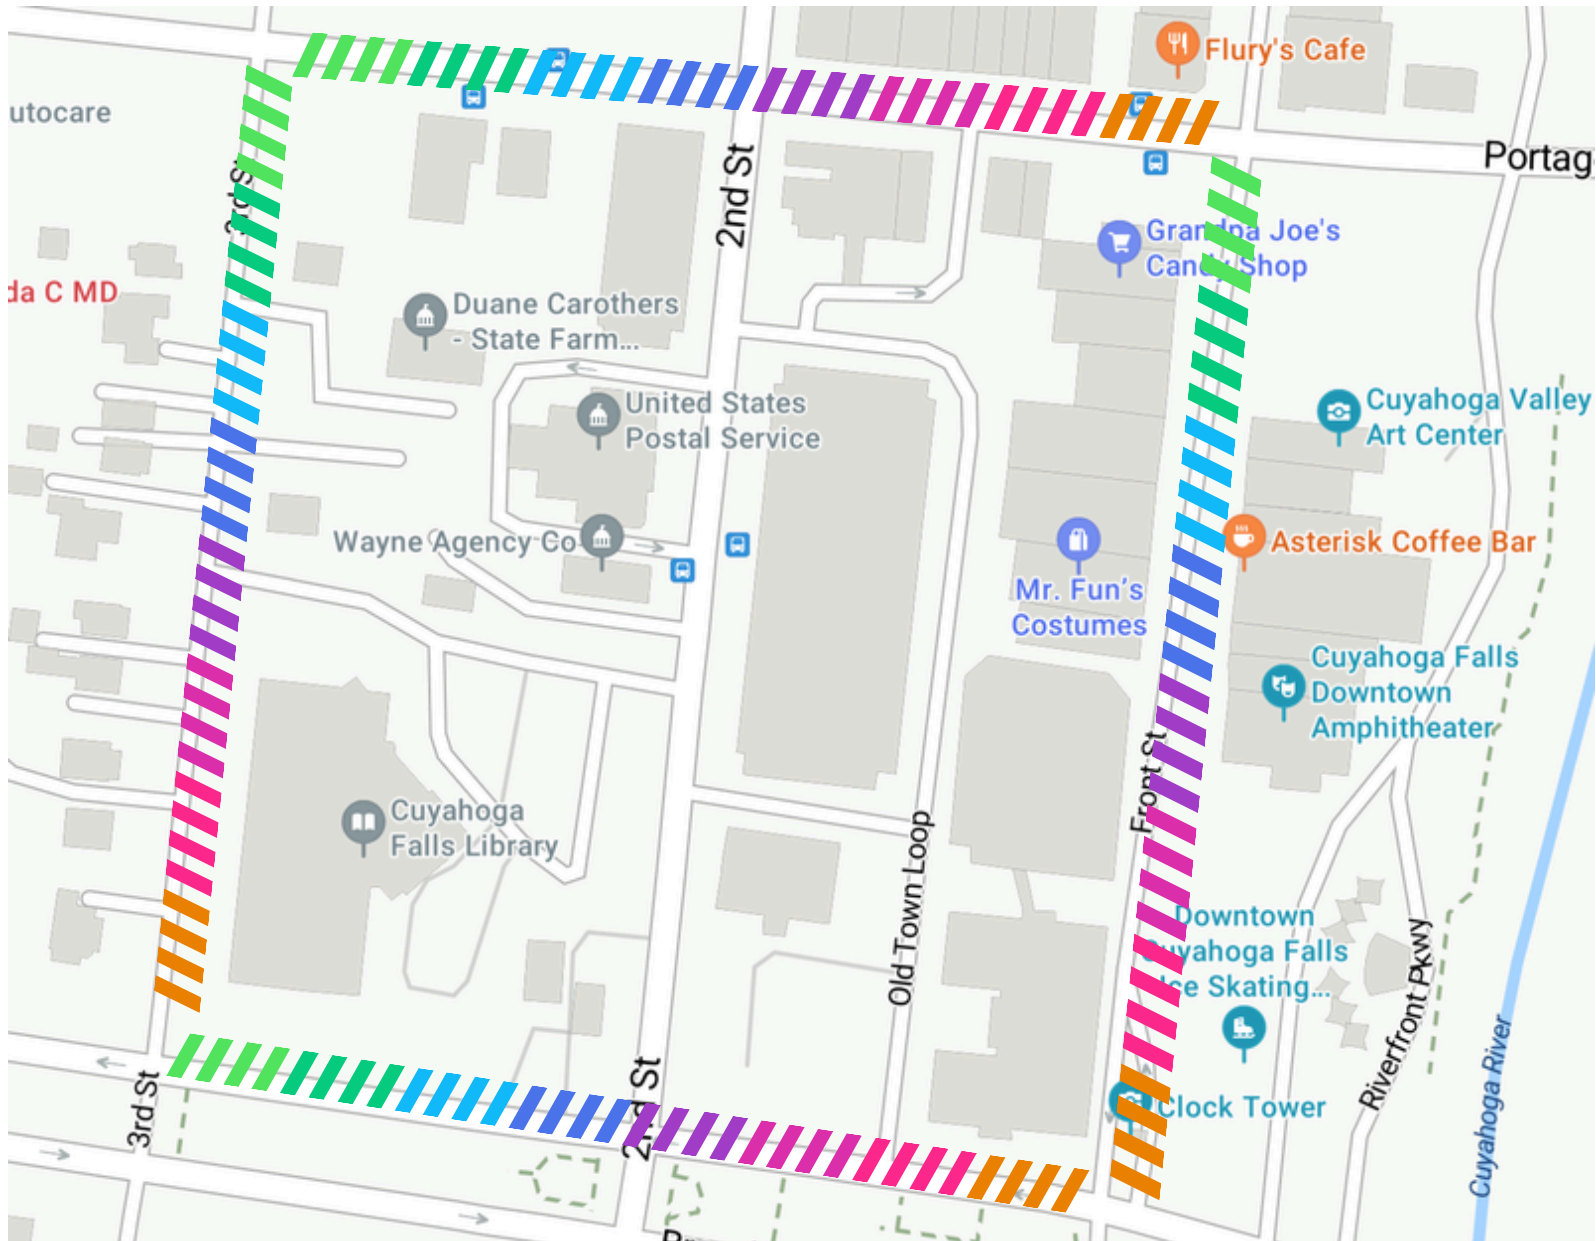 Flury's Cafe
utocare
Portag
3rd St
2nd St
Grandpa Joe's
Candy Shop
da C MD
Duane Carothers
- State Farm...
United States
Postal Service
Cuyahoga Valley
Art Center
Wayne Agency Co
Asterisk Coffee Bar
Mr. Fun's
Costumes
Cuyahoga Falls
Downtown
Amphitheater
Front St
Cuyahoga
Falls Library
Old Town Loop
Downtown
Cuyahoga Falls
Ice Skating...
Riverfront Pkwy
Cuyahoga River
Clock Tower
3rd St
2nd St